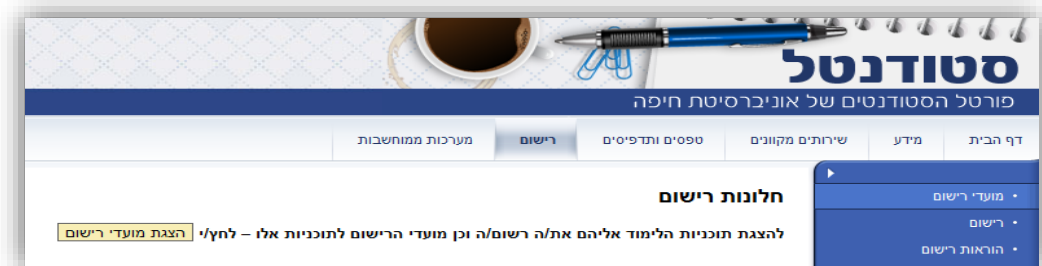 סטודנטל
פורטל הסטודנטים של אוניברסיטת חיפה
דף הבית
מידע
שירותים מקוונים
טפסים ותדפיסים
רישום
מערכות ממוחשבות
מועדי רישום
רישום
הוראות רישום
חלונות רישום
להצגת תוכניות הלימוד אליהם את/ה רשום/ה וכן מועדי הרישום לתוכניות אלו – לחץ/י הצגת מועדי רישום